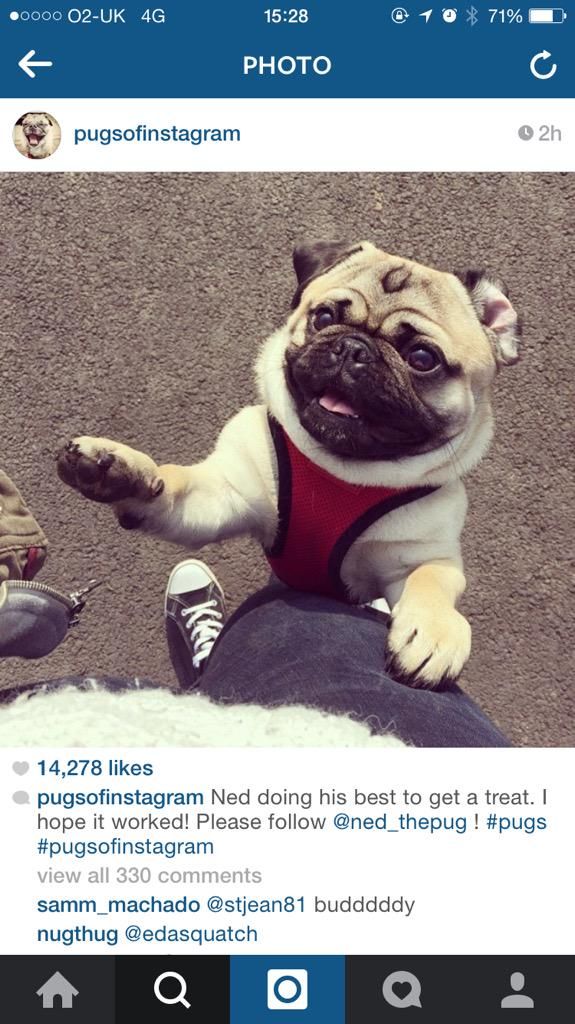 O2-UK 4G 15:28 71%
PHOTO
pugsofinstagram 2h
14,278 likes
pugsofinstagram Ned doing his best to get a treat. I
hope it worked! Please follow @ned_thepug ! #pugs
#pugsofinstagram
view all 330 comments
samm_machado @stjean81 budddddy
nugthug @edasquatch